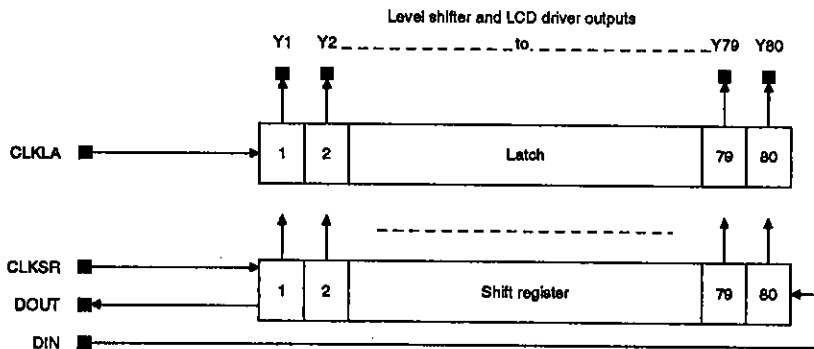 Level shifter and LCD driver outputs
Y1 Y2 to Y79 Y80
CLKLA 1 2 Latch 79 80
CLKSR
DOUT 1 2 Shift register 79 80
DIN